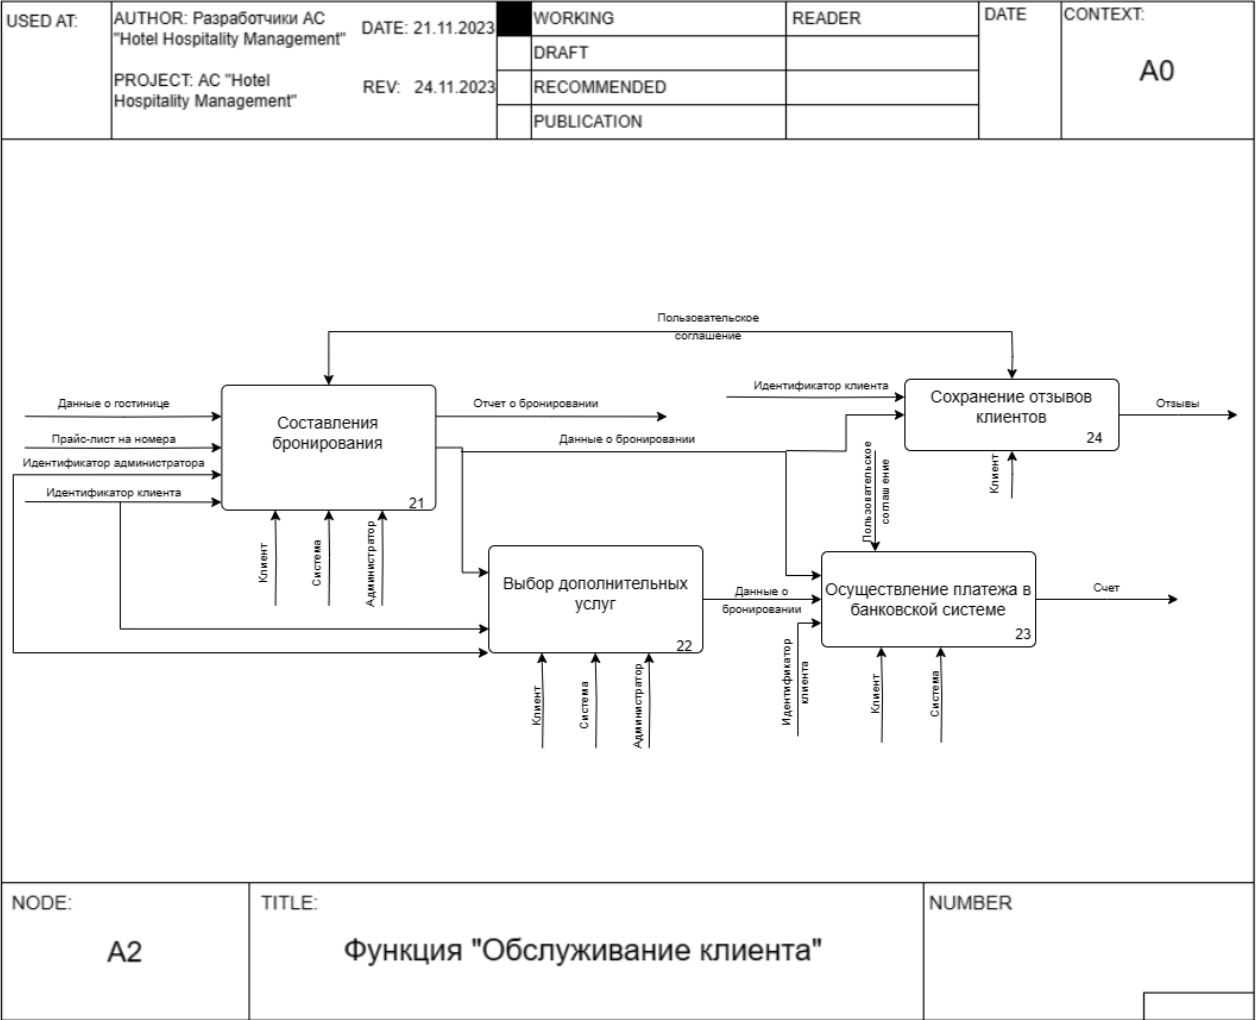 USED AT:
AUTHOR: Разработчики АС
"Hotel Hospitality Management"
DATE: 21.11.2023
PROJECT: АС "Hotel
Hospitality Management"
REV: 24.11.2023
WORKING
DRAFT
RECOMMENDED
PUBLICATION
READER
DATE
CONTEXT:
A0
Пользовательское
соглашение
Данные о гостинице
Прайс-лист на номера
Идентификатор администратора
Идентификатор клиента
Составления
бронирования
21
Клиент
Система
Администратор
Отчет о бронировании
Данные о бронировании
Идентификатор клиента
Сохранение отзывов
клиентов
24
Отзывы
Клиент
Пользовательское
соглашение
Выбор дополнительных
услуг
22
Клиент
Система
Администратор
Данные о
бронировании
Идентификатор
клиента
Осуществление платежа в
банковской системе
23
Счет
Клиент
Система
NODE:
A2
TITLE:
Функция "Обслуживание клиента"
NUMBER